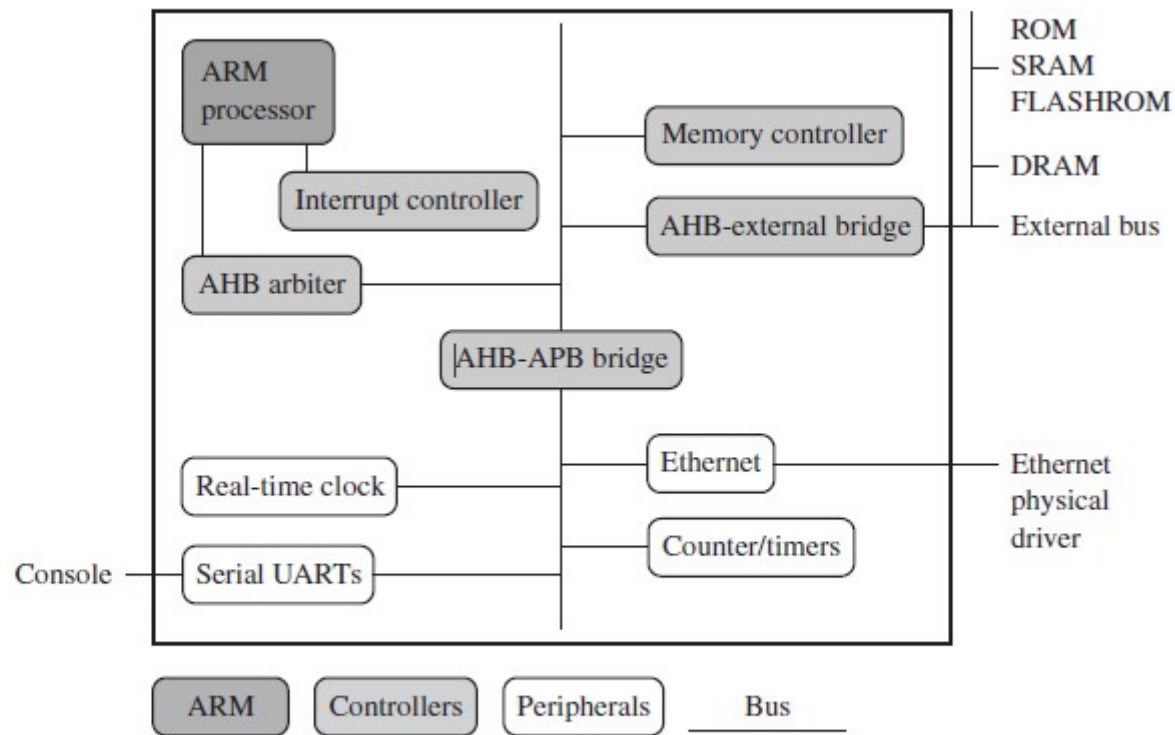 ROM
ARM
processor
SRAM
FLASHROM
Memory controller
DRAM
Interrupt controller
AHB-external bridge
External bus
AHB arbiter
AHB-APB bridge
Ethernet
Ethernet
physical
driver
Real-time clock
Counter/timers
Console
Serial UARTs
ARM
Controllers
Peripherals
Bus